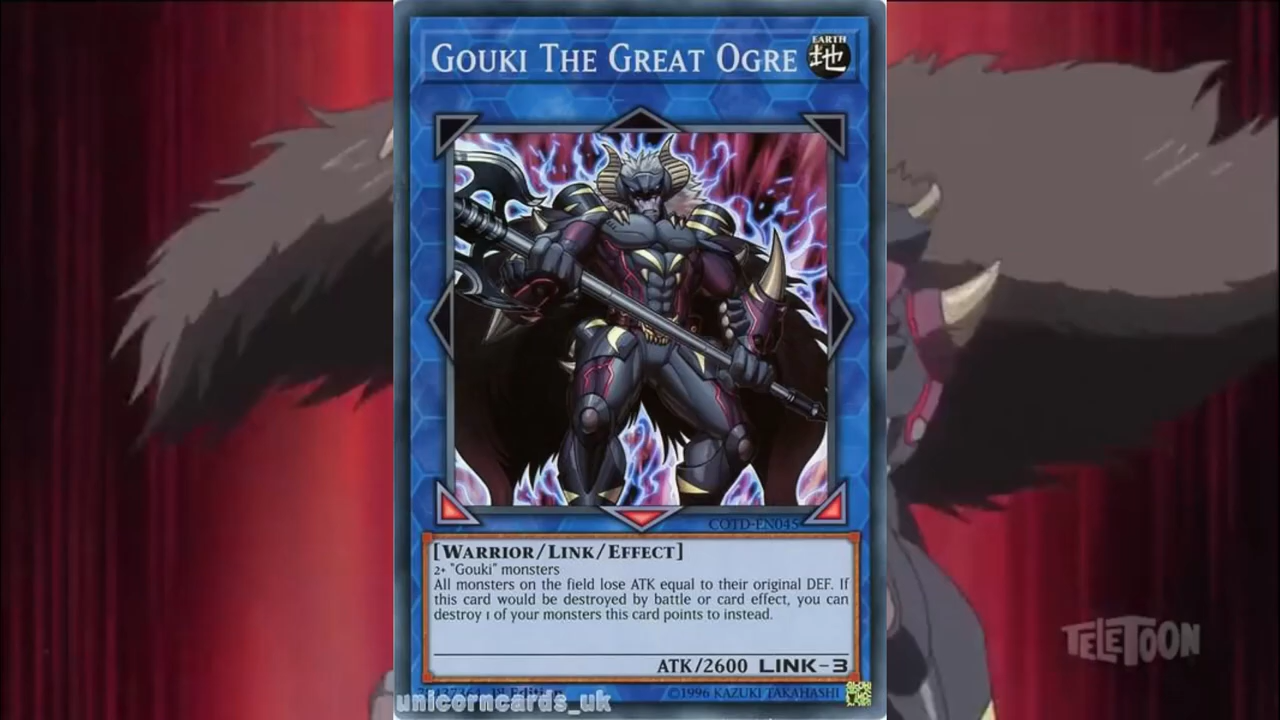 GOUKI THE GREAT OGRE
EARTH
地
COTD-EN045
[WARRIOR/LINK/EFFECT]
2+ "Gouki" monsters
All monsters on the field lose ATK equal to their original DEF. If
this card would be destroyed by battle or card effect, you can
destroy 1 of your monsters this card points to instead.
ATK/2600 LINK-3
©1996 KAZUKI TAKAHASHI
unicorncards_uk
TELETOON